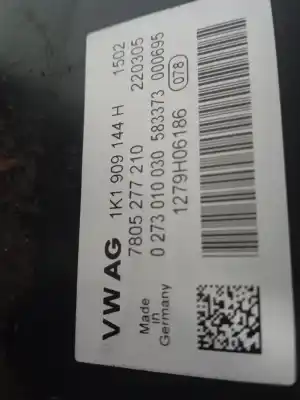 VW AG 1K1 909 144 H 1502
7805 277 210 220305
0 273 010 030 583373 000695
1279H06186 078
Made
in
Germany